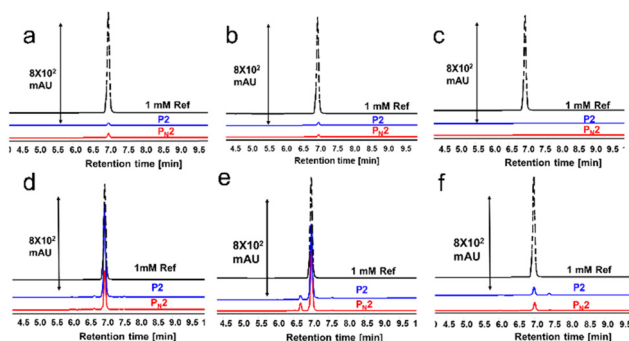 a
8X10²
mAU
1 mM Ref
P2
PN2
4.5 5.0 5.5 6.0 6.5 7.0 7.5 8.0 8.5 9.0 9.5
Retention time [min]
b
8X10²
mAU
1 mM Ref
P2
PN2
4.5 5.0 5.5 6.0 6.5 7.0 7.5 8.0 8.5 9.0 9.5
Retention time [min]
c
8X10²
mAU
1 mM Ref
P2
PN2
4.5 5.0 5.5 6.0 6.5 7.0 7.5 8.0 8.5 9.0 9.5
Retention time [min]
d
8X10²
mAU
1mM Ref
P2
PN2
4.5 5.0 5.5 6.0 6.5 7.0 7.5 8.0 8.5 9.0 9.5 1
Retention time [min]
e
8X10²
mAU
1 mM Ref
P2
PN2
4.5 5.0 5.5 6.0 6.5 7.0 7.5 8.0 8.5 9.0 9.5 1
Retention time [min]
f
8X10²
mAU
1 mM Ref
P2
PN2
4.5 5.0 5.5 6.0 6.5 7.0 7.5 8.0 8.5 9.0 9.5
Retention time [min]